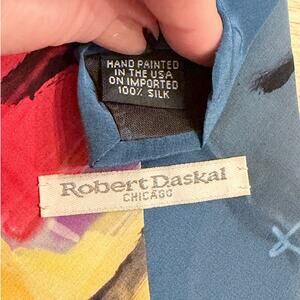 HAND PAINTED
IN THE USA
ON IMPORTED
100% SILK
Robert Daskal
CHICAGO